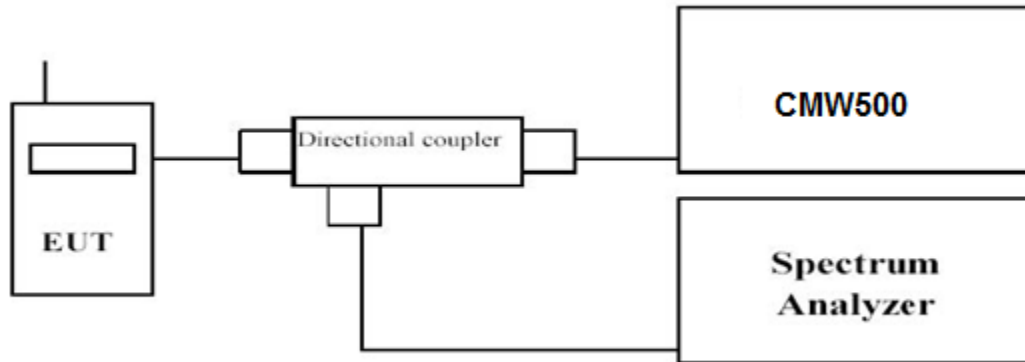 CMW500
Directional coupler
EUT
Spectrum
Analyzer